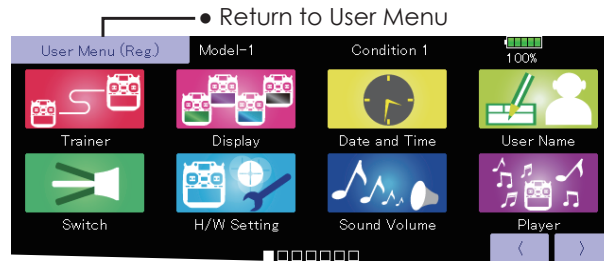 ● Return to User Menu
User Menu (Reg.) Model-1 Condition 1 100%
Trainer Display Date and Time User Name
Switch H/W Setting Sound Volume Player
〈 〉